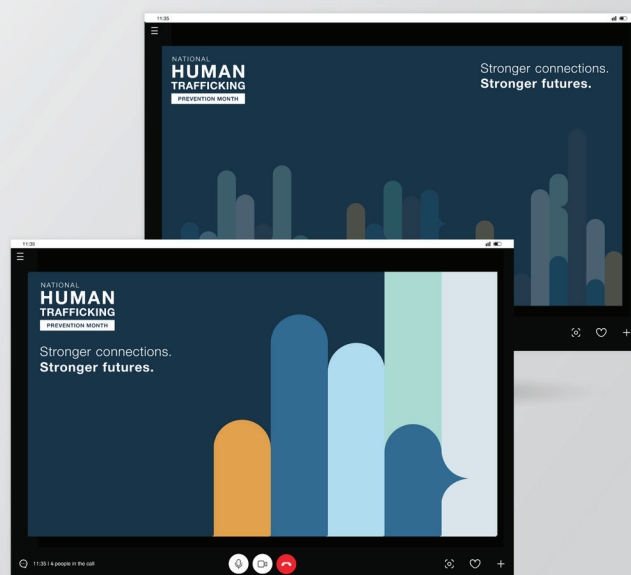 11:35
NATIONAL
HUMAN
TRAFFICKING
PREVENTION MONTH
Stronger connections.
Stronger futures.
11:35
NATIONAL
HUMAN
TRAFFICKING
PREVENTION MONTH
Stronger connections.
Stronger futures.
11:35 | 4 people in the call